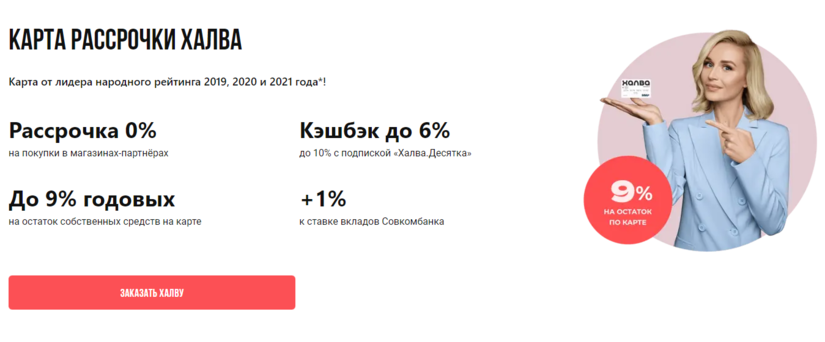 КАРТА РАССРОЧКИ ХАЛВА
Карта от лидера народного рейтинга 2019, 2020 и 2021 года*!
Рассрочка 0%
на покупки в магазинах-партнёрах
Кэшбэк до 6%
до 10% с подпиской «Халва.Десятка»
До 9% годовых
на остаток собственных средств на карте
+1%
к ставке вкладов Совкомбанка
ЗАКАЗАТЬ ХАЛВУ
ХАЛВА
9%
НА ОСТАТОК
ПО КАРТЕ